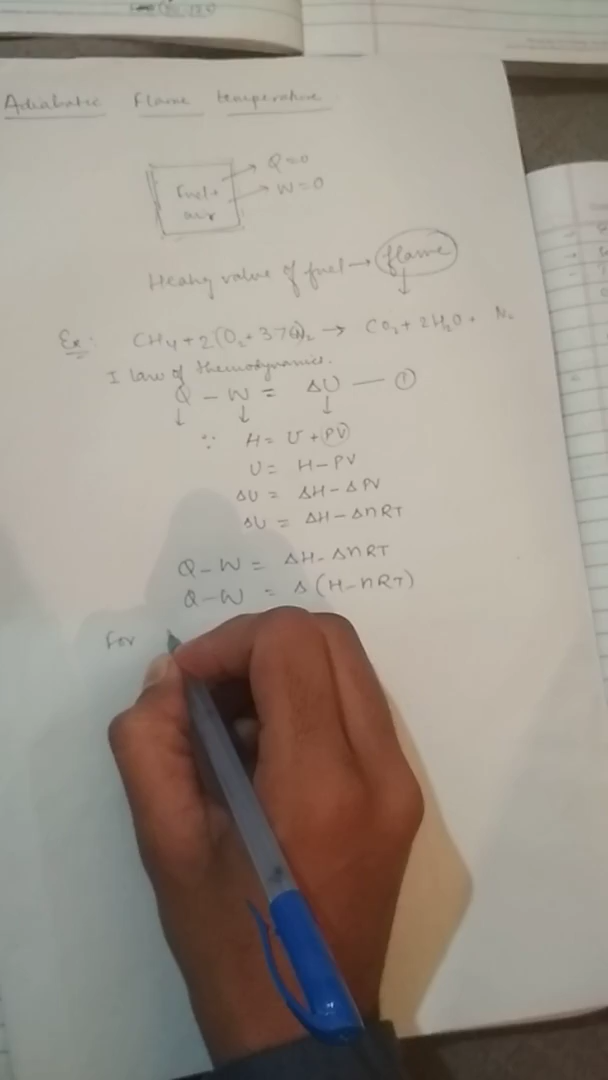 Adiabatic Flame temperature
Fuel+ → Q=0
air → W=0
Heating value of fuel → flame
Ex: CH4+2(O2+3.76N2 → CO2+2H2O+ N2
I law of thermodynamics.
Q - W = ΔU — ①
∵ H= U+PV
U= H-PV
ΔU = ΔH-ΔPV
ΔU = ΔH-ΔnRT
Q-W = ΔH-ΔnRT
Q-W = Δ(H-nRT)
For